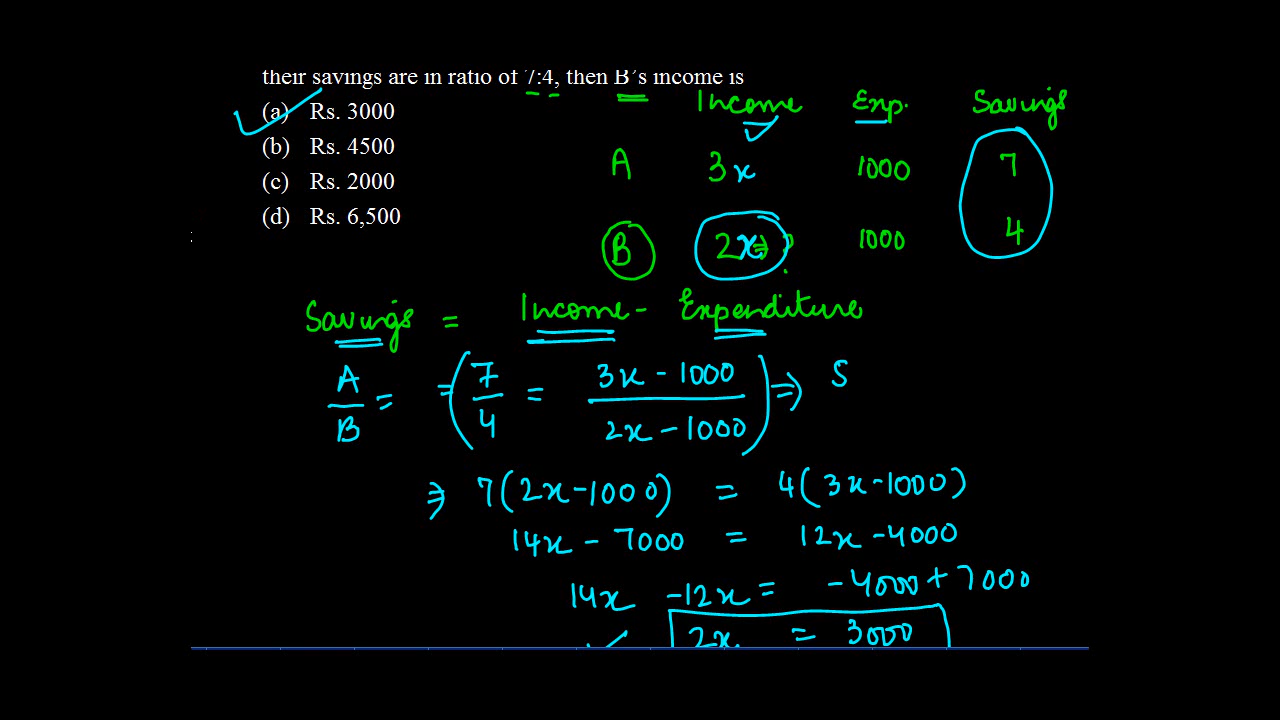 their savings are in ratio of 7:4, then B's income is
(a) Rs. 3000
(b) Rs. 4500
(c) Rs. 2000
(d) Rs. 6,500
Income Exp. Savings
A 3x 1000 7
B 2x ⇒ ? 1000 4
Savings = Income - Expenditure
A/B = = (7/4 = (3x - 1000)/(2x - 1000)) ⇒ S
⇒ 7(2x - 1000) = 4(3x - 1000)
14x - 7000 = 12x - 4000
14x - 12x = - 4000 + 7000
2x = 3000